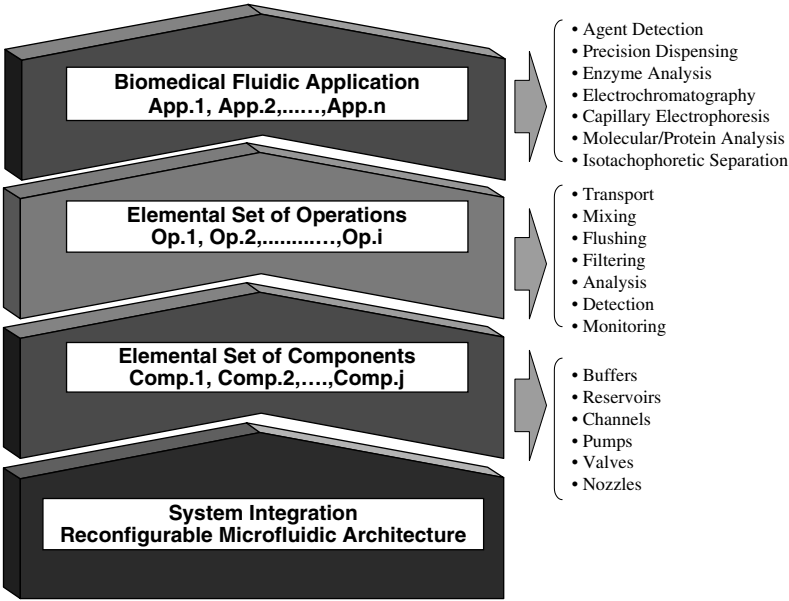 Biomedical Fluidic Application
App.1, App.2,......,App.n
• Agent Detection
• Precision Dispensing
• Enzyme Analysis
• Electrochromatography
• Capillary Electrophoresis
• Molecular/Protein Analysis
• Isotachophoretic Separation
Elemental Set of Operations
Op.1, Op.2,.............,Op.i
• Transport
• Mixing
• Flushing
• Filtering
• Analysis
• Detection
• Monitoring
Elemental Set of Components
Comp.1, Comp.2,....,Comp.j
• Buffers
• Reservoirs
• Channels
• Pumps
• Valves
• Nozzles
System Integration
Reconfigurable Microfluidic Architecture